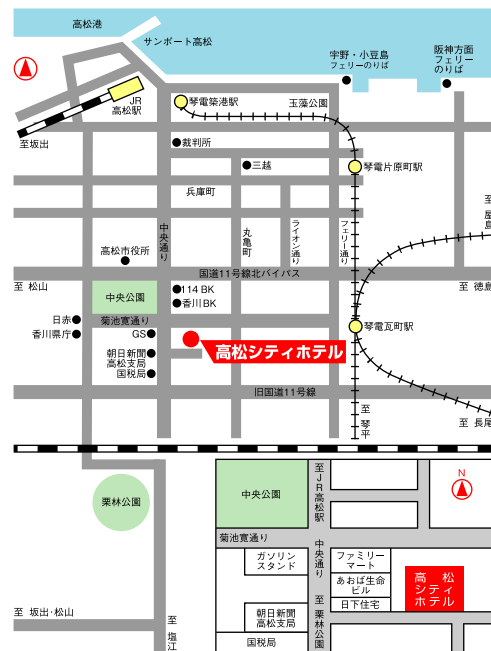 高松港
サンポート高松
宇野・小豆島
フェリーのりば
阪神方面
フェリー
のりば
JR
高松駅
琴電築港駅
玉藻公園
至坂出
裁判所
三越
琴電片原町駅
兵庫町
至 屋島
中央通り
丸亀町
ライオン通り
フェリー通り
高松市役所
国道11号線北バイパス
至 松山
至 徳島
中央公園
114 BK
香川BK
日赤
菊池寛通り
香川県庁
GS
琴電瓦町駅
高松シティホテル
朝日新聞
高松支局
国税局
旧国道11号線
至 琴平
至 長尾
栗林公園
中央公園
至JR高松駅
N
菊池寛通り
ガソリン
スタンド
中央通り
ファミリー
マート
あおば生命
ビル
日下住宅
高 松
シティ
ホテル
朝日新聞
高松支局
至 栗林公園
国税局
至 坂出・松山
至 塩江